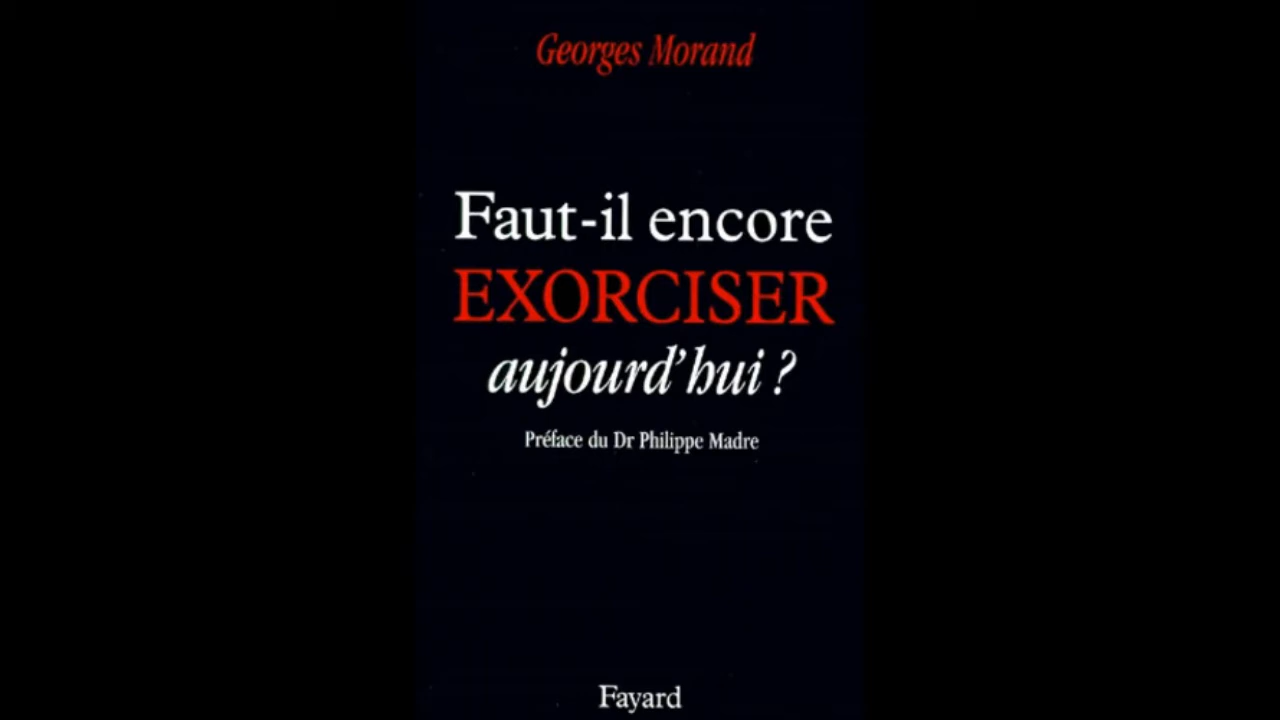 Georges Morand
Faut-il encore
EXORCISER
aujourd'hui ?
Préface du Dr Philippe Madre
Fayard